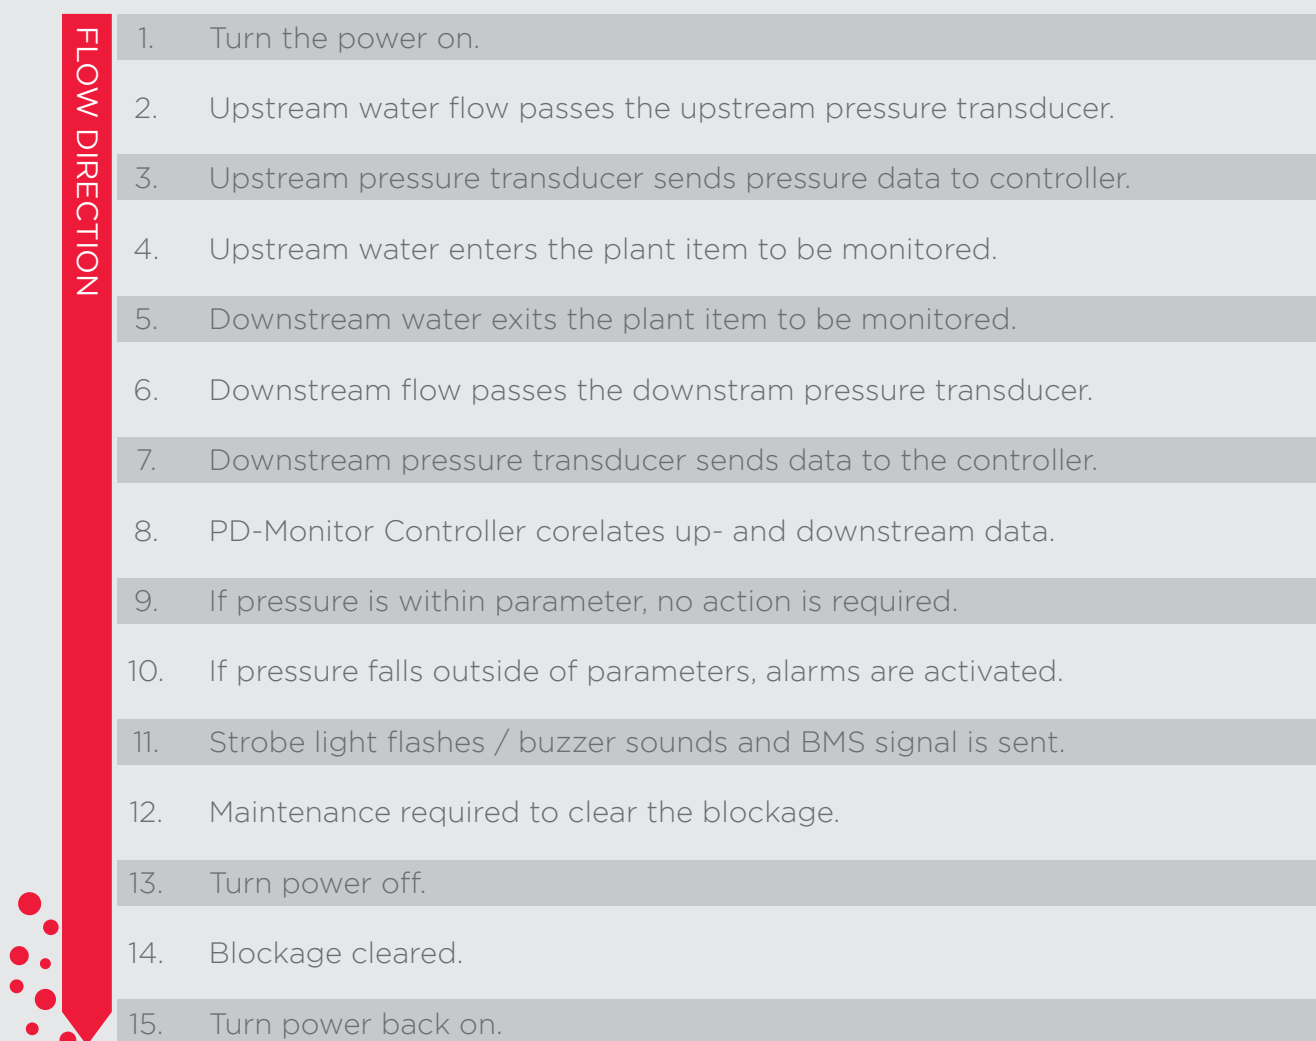 FLOW DIRECTION
1. Turn the power on.
2. Upstream water flow passes the upstream pressure transducer.
3. Upstream pressure transducer sends pressure data to controller.
4. Upstream water enters the plant item to be monitored.
5. Downstream water exits the plant item to be monitored.
6. Downstream flow passes the downstram pressure transducer.
7. Downstream pressure transducer sends data to the controller.
8. PD-Monitor Controller corelates up- and downstream data.
9. If pressure is within parameter, no action is required.
10. If pressure falls outside of parameters, alarms are activated.
11. Strobe light flashes / buzzer sounds and BMS signal is sent.
12. Maintenance required to clear the blockage.
13. Turn power off.
14. Blockage cleared.
15. Turn power back on.